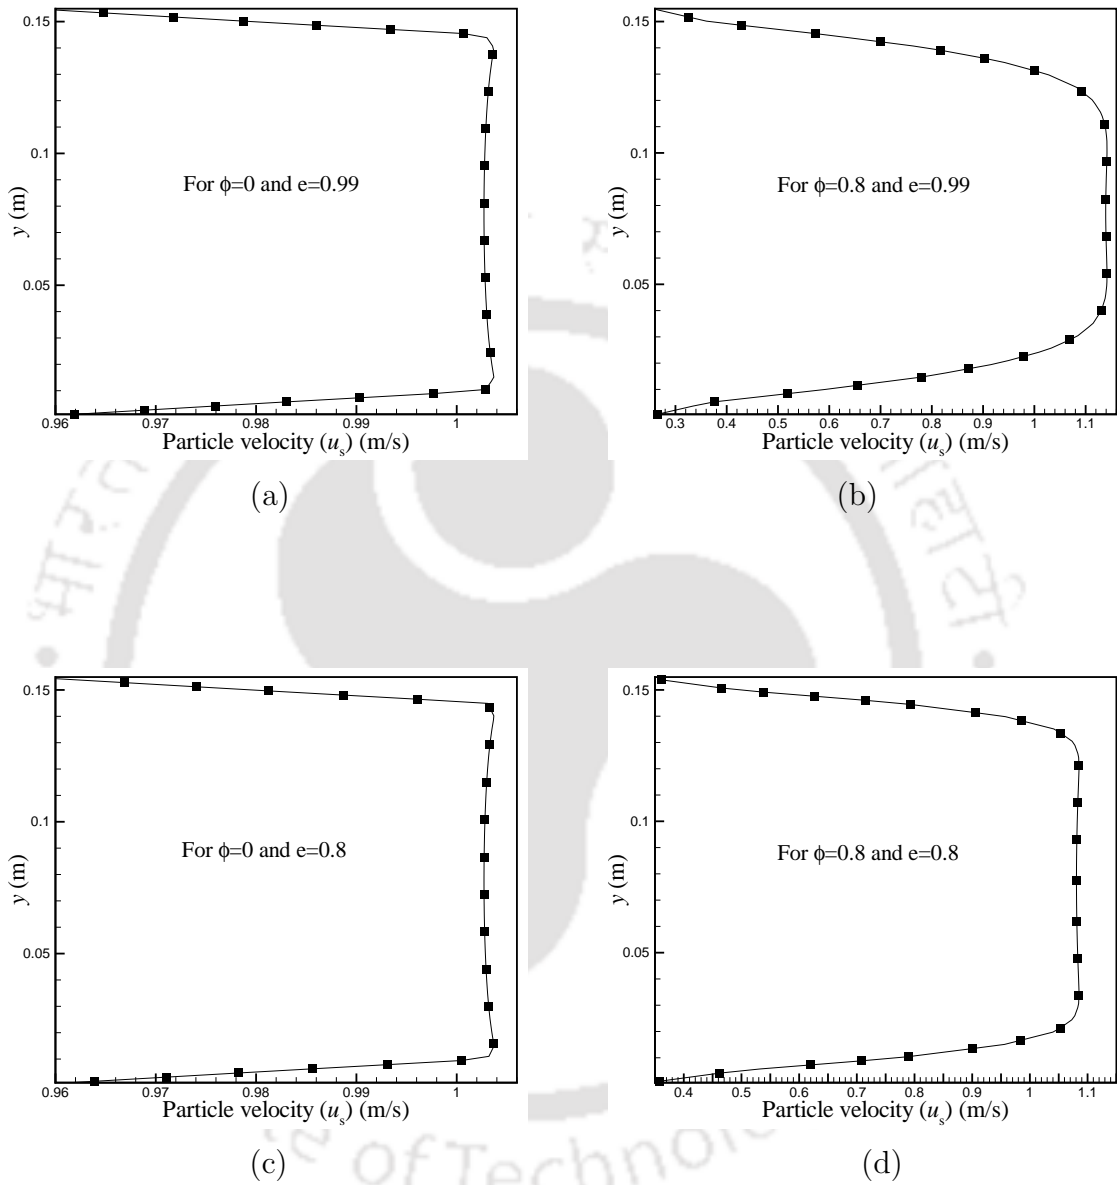 0.15
0.1
0.05
y (m)
For ϕ=0 and e=0.99
0.96 0.97 0.98 0.99 1
Particle velocity (uₛ) (m/s)
(a)
0.15
0.1
0.05
y (m)
For ϕ=0.8 and e=0.99
0.3 0.4 0.5 0.6 0.7 0.8 0.9 1 1.1
Particle velocity (uₛ) (m/s)
(b)
0.15
0.1
0.05
y (m)
For ϕ=0 and e=0.8
0.96 0.97 0.98 0.99 1
Particle velocity (uₛ) (m/s)
(c)
0.15
0.1
0.05
y (m)
For ϕ=0.8 and e=0.8
0.4 0.5 0.6 0.7 0.8 0.9 1 1.1
Particle velocity (uₛ) (m/s)
(d)
of Technolo